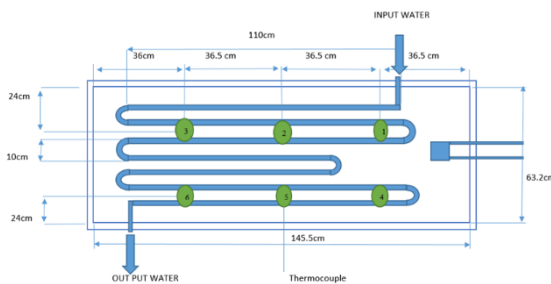 INPUT WATER
110cm
36cm
36.5 cm
36.5 cm
36.5 cm
24cm
3
2
1
10cm
63.2cm
6
5
4
24cm
145.5cm
OUT PUT WATER
Thermocouple